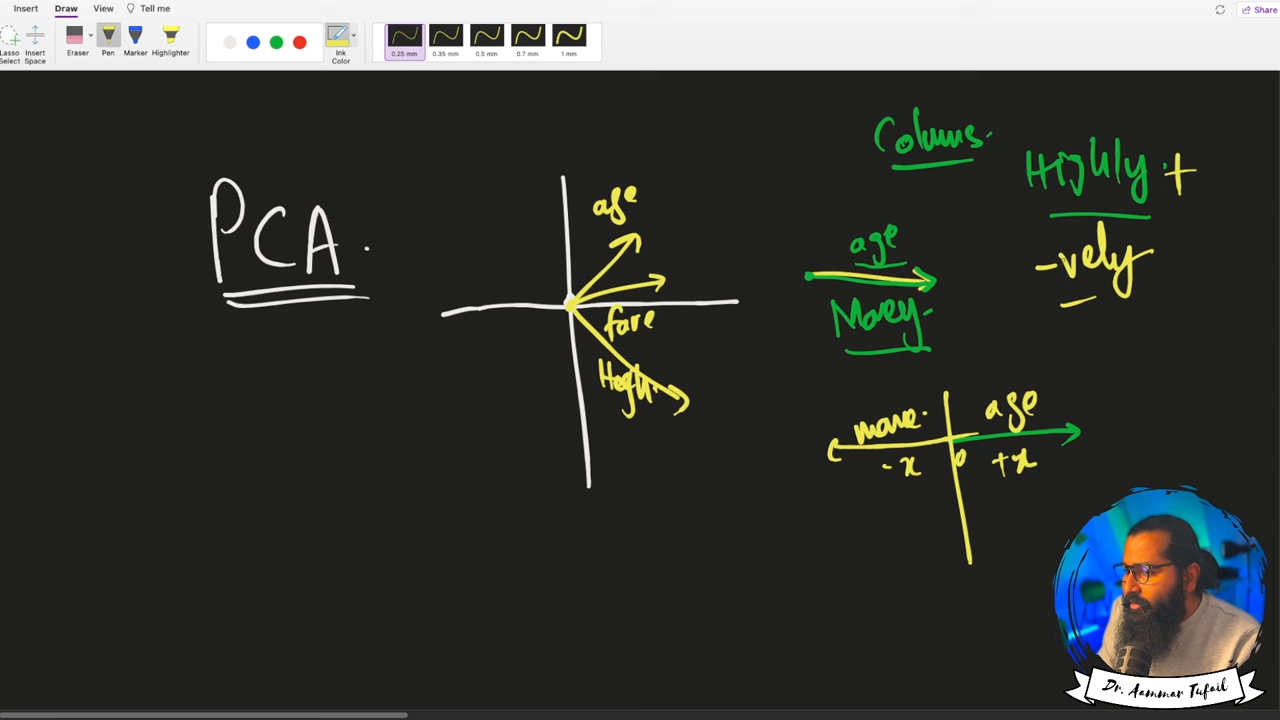 Insert Draw View Tell me
Share
Lasso Select
Insert Space
Eraser
Pen
Marker
Highlighter
Ink Color
0.25 mm
0.35 mm
0.5 mm
0.7 mm
1 mm
PCA.
age
fare
Colums.
Highly +
-vely
age
Money.
age
-x
0
+x
Dr. Aammar Tufail